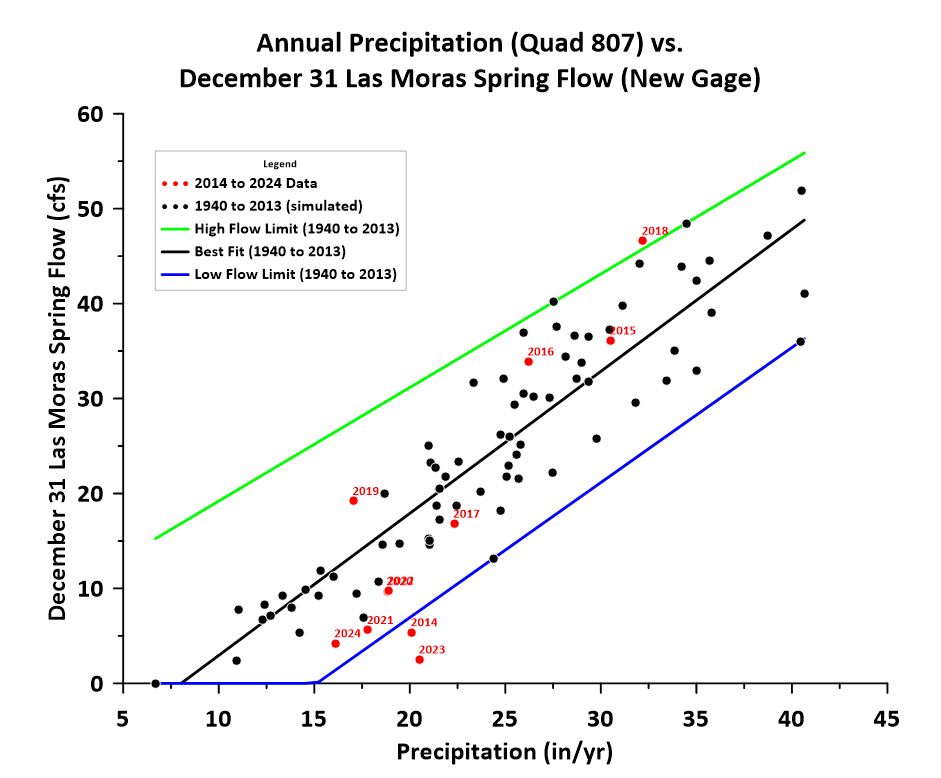 Annual Precipitation (Quad 807) vs.
December 31 Las Moras Spring Flow (New Gage)
December 31 Las Moras Spring Flow (cfs)
60
50
40
30
20
10
0
Legend
2014 to 2024 Data
1940 to 2013 (simulated)
High Flow Limit (1940 to 2013)
Best Fit (1940 to 2013)
Low Flow Limit (1940 to 2013)
2018
2015
2016
2019
2017
2022
2021
2014
2024
2023
5 10 15 20 25 30 35 40 45
Precipitation (in/yr)